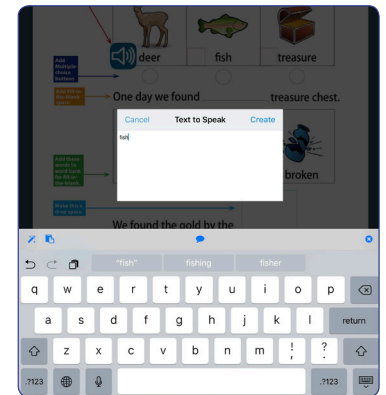 deer fish treasure
Add
Multiple-
choice
buttons
Add fill-in-
the-blank
space
One day we found treasure chest.
Cancel Text to Speak Create
fish
Add these
words to
word bank
for fill in
the blank.
broken
Make this a
drop space
We found the gold by the
"fish" fishing fisher
q w e r t y u i o p
a s d f g h j k l return
z x c v b n m ! , ? .
.?123 .?123